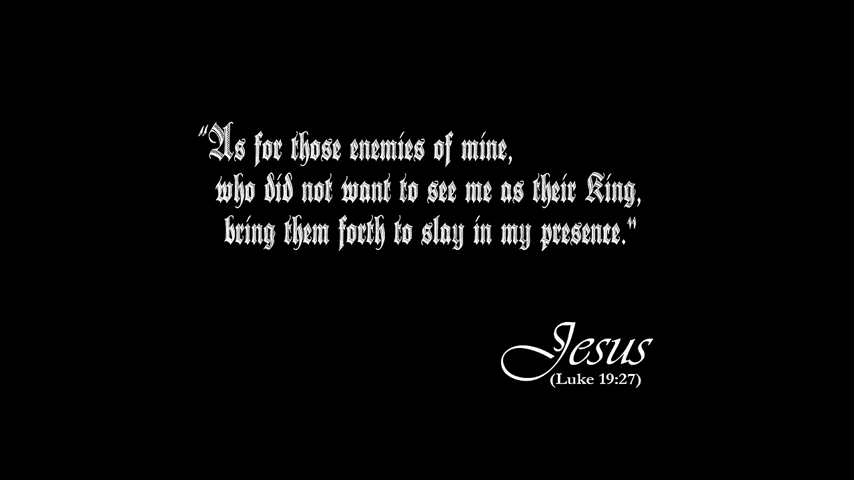 "As for those enemies of mine,
who did not want to see me as their King,
bring them forth to slay in my presence."
Jesus
(Luke 19:27)